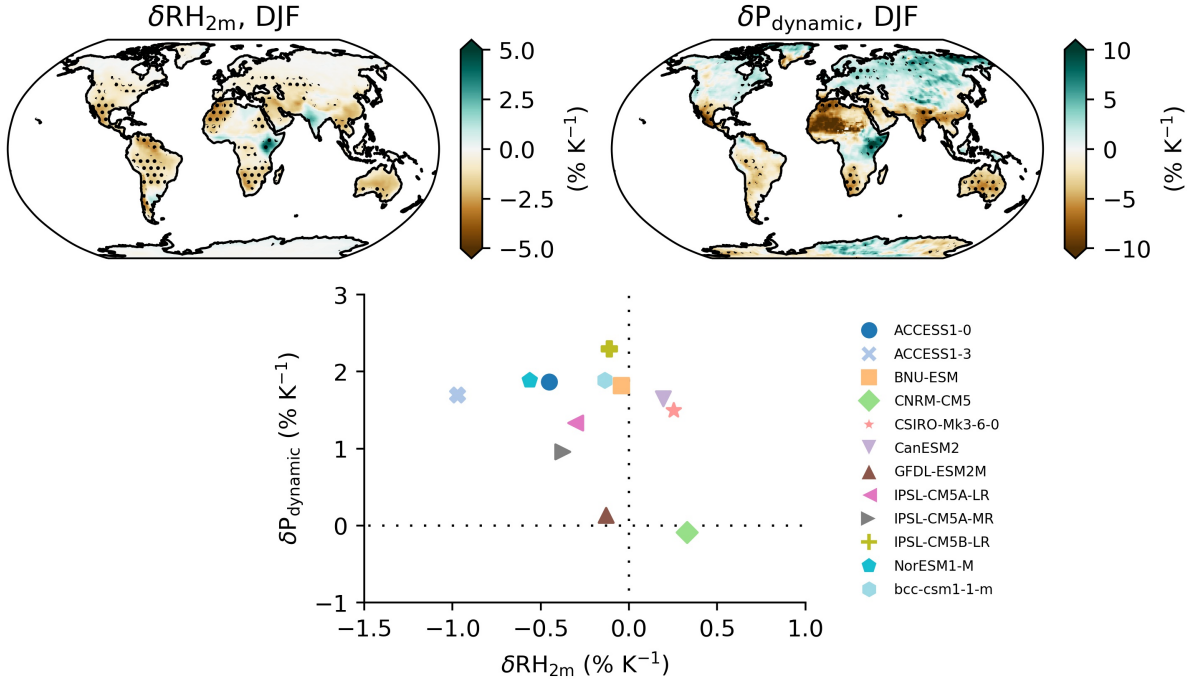 δRH2m, DJF
5.0
2.5
0.0
−2.5
−5.0
(% K−1)
δPdynamic, DJF
10
5
0
−5
−10
(% K−1)
3
2
1
0
−1
δPdynamic (% K−1)
−1.5 −1.0 −0.5 0.0 0.5 1.0
δRH2m (% K−1)
ACCESS1-0
ACCESS1-3
BNU-ESM
CNRM-CM5
CSIRO-Mk3-6-0
CanESM2
GFDL-ESM2M
IPSL-CM5A-LR
IPSL-CM5A-MR
IPSL-CM5B-LR
NorESM1-M
bcc-csm1-1-m